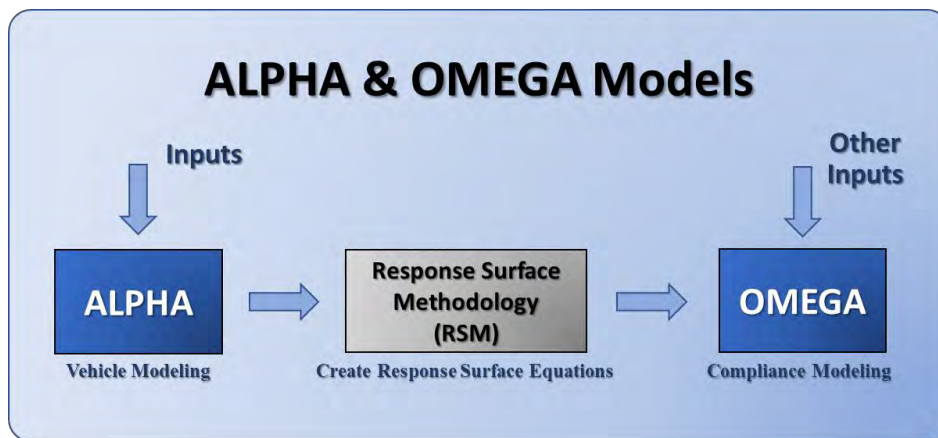 ALPHA & OMEGA Models
Inputs
Other
Inputs
ALPHA
Response Surface
Methodology
(RSM)
OMEGA
Vehicle Modeling
Create Response Surface Equations
Compliance Modeling